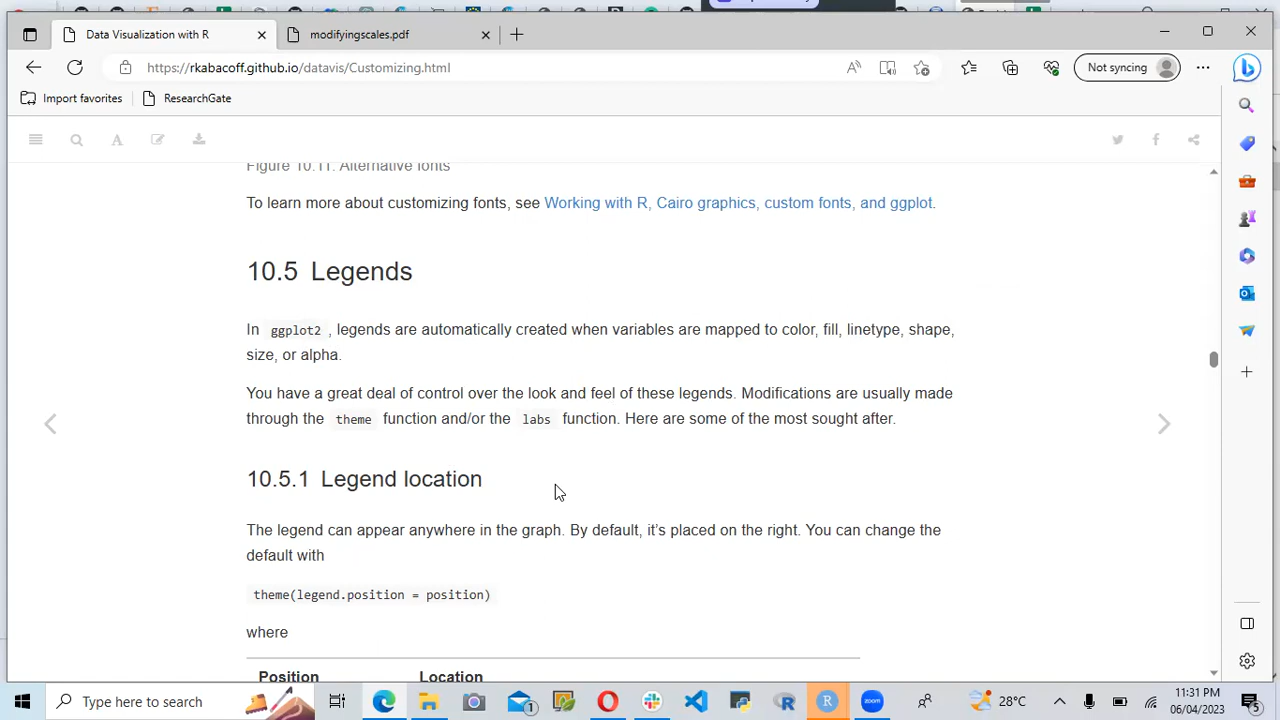 Data Visualization with R
modifyingscales.pdf
https://rkabacoff.github.io/datavis/Customizing.html
Not syncing
Import favorites
ResearchGate
Figure 10.11: Alternative fonts
To learn more about customizing fonts, see Working with R, Cairo graphics, custom fonts, and ggplot.
10.5 Legends
In ggplot2 , legends are automatically created when variables are mapped to color, fill, linetype, shape,
size, or alpha.
You have a great deal of control over the look and feel of these legends. Modifications are usually made
through the theme function and/or the labs function. Here are some of the most sought after.
10.5.1 Legend location
The legend can appear anywhere in the graph. By default, it’s placed on the right. You can change the
default with
theme(legend.position = position)
where
Position Location
Type here to search
28°C
11:31 PM
06/04/2023